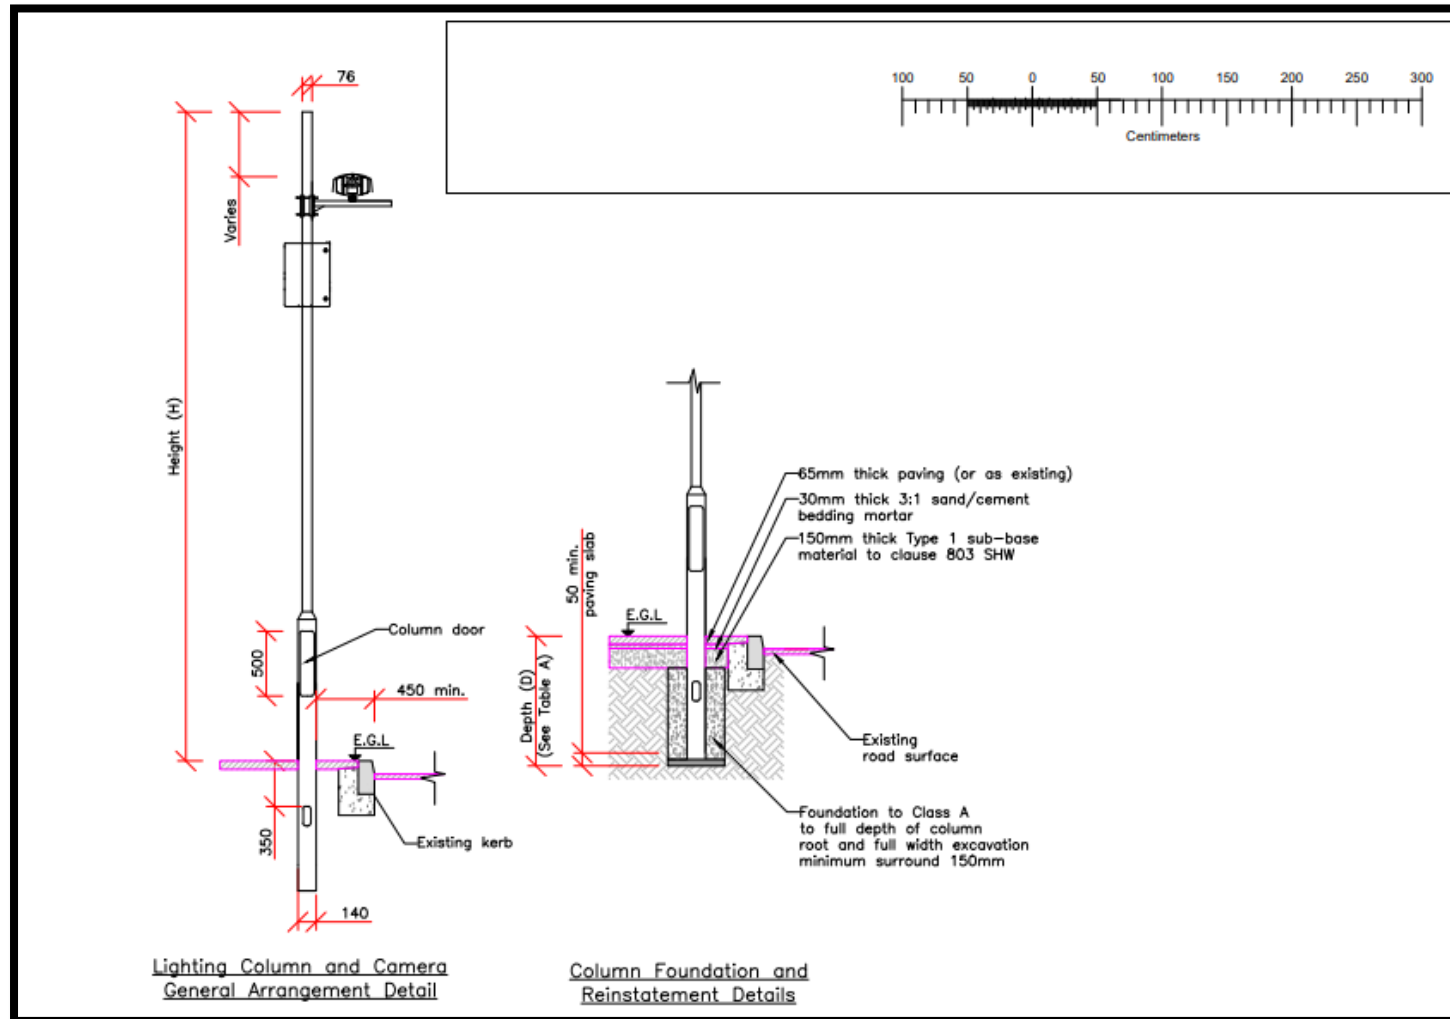 100 50 0 50 100 150 200 250 300
Centimeters
76
Varies
Height (H)
Column door
500
450 min.
E.G.L
350
Existing kerb
140
Lighting Column and Camera
General Arrangement Detail
65mm thick paving (or as existing)
30mm thick 3:1 sand/cement
bedding mortar
150mm thick Type 1 sub-base
material to clause 803 SHW
50 min.
paving slab
E.G.L
Depth (D)
(See Table A)
Existing
road surface
Foundation to Class A
to full depth of column
root and full width excavation
minimum surround 150mm
Column Foundation and
Reinstatement Details